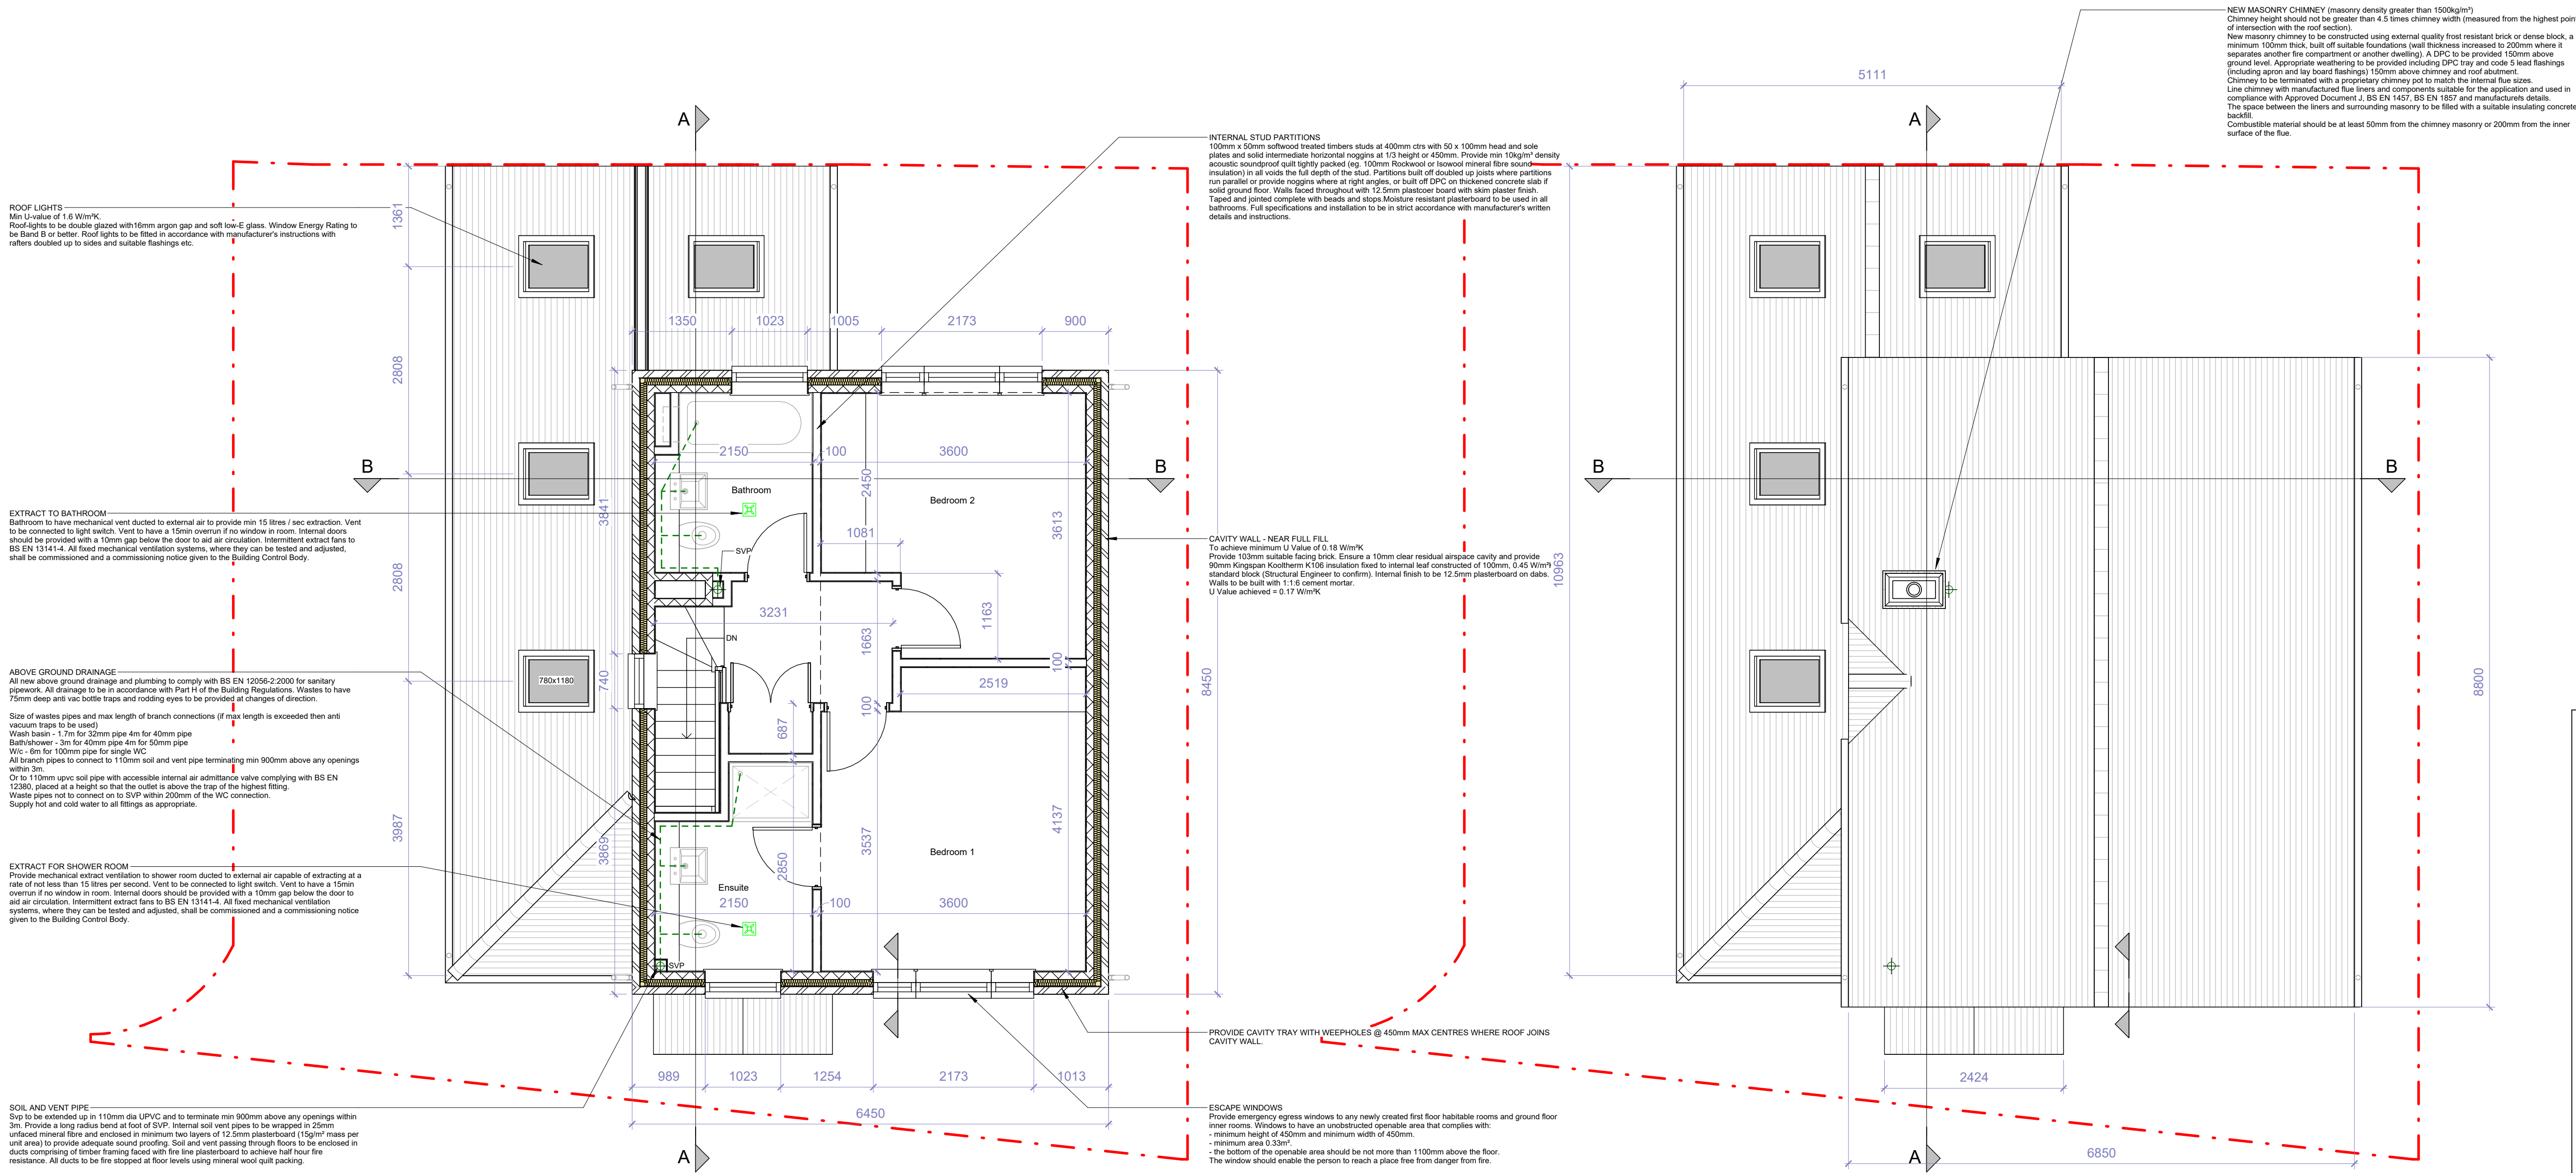 ROOF LIGHTS
Min U-value of 1.6 W/m²K.
Roof-lights to be double glazed with16mm argon gap and soft low-E glass. Window Energy Rating to
be Band B or better. Roof lights to be fitted in accordance with manufacturer's instructions with
rafters doubled up to sides and suitable flashings etc.
EXTRACT TO BATHROOM
Bathroom to have mechanical vent ducted to external air to provide min 15 litres / sec extraction. Vent
to be connected to light switch. Vent to have a 15min overrun if no window in room. Internal doors
should be provided with a 10mm gap below the door to aid air circulation. Intermittent extract fans to
BS EN 13141-4. All fixed mechanical ventilation systems, where they can be tested and adjusted,
shall be commissioned and a commissioning notice given to the Building Control Body.
ABOVE GROUND DRAINAGE
All new above ground drainage and plumbing to comply with BS EN 12056-2:2000 for sanitary
pipework. All drainage to be in accordance with Part H of the Building Regulations. Wastes to have
75mm deep anti vac bottle traps and rodding eyes to be provided at changes of direction.
Size of wastes pipes and max length of branch connections (if max length is exceeded then anti
vacuum traps to be used)
Wash basin - 1.7m for 32mm pipe 4m for 40mm pipe
Bath/shower - 3m for 40mm pipe 4m for 50mm pipe
W/c - 6m for 100mm pipe for single WC
All branch pipes to connect to 110mm soil and vent pipe terminating min 900mm above any openings
within 3m.
Or to 110mm upvc soil pipe with accessible internal air admittance valve complying with BS EN
12380, placed at a height so that the outlet is above the trap of the highest fitting.
Waste pipes not to connect on to SVP within 200mm of the WC connection.
Supply hot and cold water to all fittings as appropriate.
EXTRACT FOR SHOWER ROOM
Provide mechanical extract ventilation to shower room ducted to external air capable of extracting at a
rate of not less than 15 litres per second. Vent to be connected to light switch. Vent to have a 15min
overrun if no window in room. Internal doors should be provided with a 10mm gap below the door to
aid air circulation. Intermittent extract fans to BS EN 13141-4. All fixed mechanical ventilation
systems, where they can be tested and adjusted, shall be commissioned and a commissioning notice
given to the Building Control Body.
SOIL AND VENT PIPE
Svp to be extended up in 110mm dia UPVC and to terminate min 900mm above any openings within
3m. Provide a long radius bend at foot of SVP. Internal soil vent pipes to be wrapped in 25mm
unfaced mineral fibre and enclosed in minimum two layers of 12.5mm plasterboard (15g/m² mass per
unit area) to provide adequate sound proofing. Soil and vent passing through floors to be enclosed in
ducts comprising of timber framing faced with fire line plasterboard to achieve half hour fire
resistance. All ducts to be fire stopped at floor levels using mineral wool quilt packing.
A
B
B
A
1361
2808
2808
3987
3841
740
3869
1350
1023
1005
2173
900
2150
100
3600
2450
Bathroom
Bedroom 2
1081
3613
SVP
3231
1163
1663
DN
100
2519
100
687
780x1180
8450
3537
4137
2850
Bedroom 1
Ensuite
2150
100
3600
SVP
989
1023
1254
2173
1013
6450
INTERNAL STUD PARTITIONS
100mm x 50mm softwood treated timbers studs at 400mm ctrs with 50 x 100mm head and sole
plates and solid intermediate horizontal noggins at 1/3 height or 450mm. Provide min 10kg/m³ density
acoustic soundproof quilt tightly packed (eg. 100mm Rockwool or Isowool mineral fibre sound
insulation) in all voids the full depth of the stud. Partitions built off doubled up joists where partitions
run parallel or provide noggins where at right angles, or built off DPC on thickened concrete slab if
solid ground floor. Walls faced throughout with 12.5mm plastcoer board with skim plaster finish.
Taped and jointed complete with beads and stops.Moisture resistant plasterboard to be used in all
bathrooms. Full specifications and installation to be in strict accordance with manufacturer's written
details and instructions.
CAVITY WALL - NEAR FULL FILL
To achieve minimum U Value of 0.18 W/m²K
Provide 103mm suitable facing brick. Ensure a 10mm clear residual airspace cavity and provide
90mm Kingspan Kooltherm K106 insulation fixed to internal leaf constructed of 100mm, 0.45 W/m²K
standard block (Structural Engineer to confirm). Internal finish to be 12.5mm plasterboard on dabs.
Walls to be built with 1:1:6 cement mortar.
U Value achieved = 0.17 W/m²K
PROVIDE CAVITY TRAY WITH WEEPHOLES @ 450mm MAX CENTRES WHERE ROOF JOINS
CAVITY WALL.
ESCAPE WINDOWS
Provide emergency egress windows to any newly created first floor habitable rooms and ground floor
inner rooms. Windows to have an unobstructed openable area that complies with:
- minimum height of 450mm and minimum width of 450mm.
- minimum area 0.33m².
- the bottom of the openable area should be not more than 1100mm above the floor.
The window should enable the person to reach a place free from danger from fire.
NEW MASONRY CHIMNEY (masonry density greater than 1500kg/m³)
Chimney height should not be greater than 4.5 times chimney width (measured from the highest point
of intersection with the roof section).
New masonry chimney to be constructed using external quality frost resistant brick or dense block, a
minimum 100mm thick, built off suitable foundations (wall thickness increased to 200mm where it
separates another fire compartment or another dwelling). A DPC to be provided 150mm above
ground level. Appropriate weathering to be provided including DPC tray and code 5 lead flashings
(including apron and lay board flashings) 150mm above chimney and roof abutment.
Chimney to be terminated with a proprietary chimney pot to match the internal flue sizes.
Line chimney with manufactured flue liners and components suitable for the application and used in
compliance with Approved Document J, BS EN 1457, BS EN 1857 and manufacturer's details.
The space between the liners and surrounding masonry to be filled with a suitable insulating concrete
backfill.
Combustible material should be at least 50mm from the chimney masonry or 200mm from the inner
surface of the flue.
5111
A
B
B
10963
8800
2424
6850
A